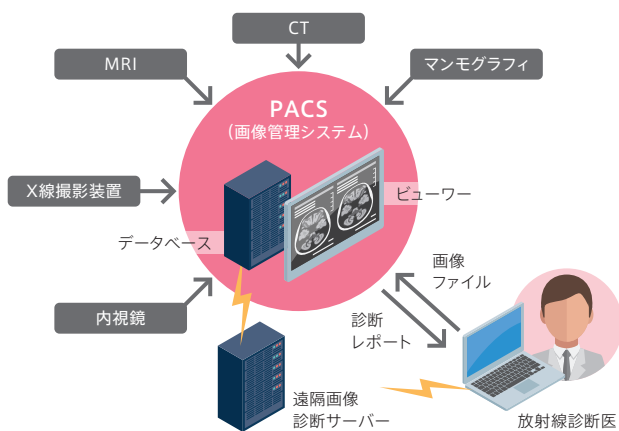 CT
MRI
マンモグラフィ
PACS
（画像管理システム）
X線撮影装置
ビューワー
データベース
画像
ファイル
内視鏡
診断
レポート
遠隔画像
診断サーバー
放射線診断医